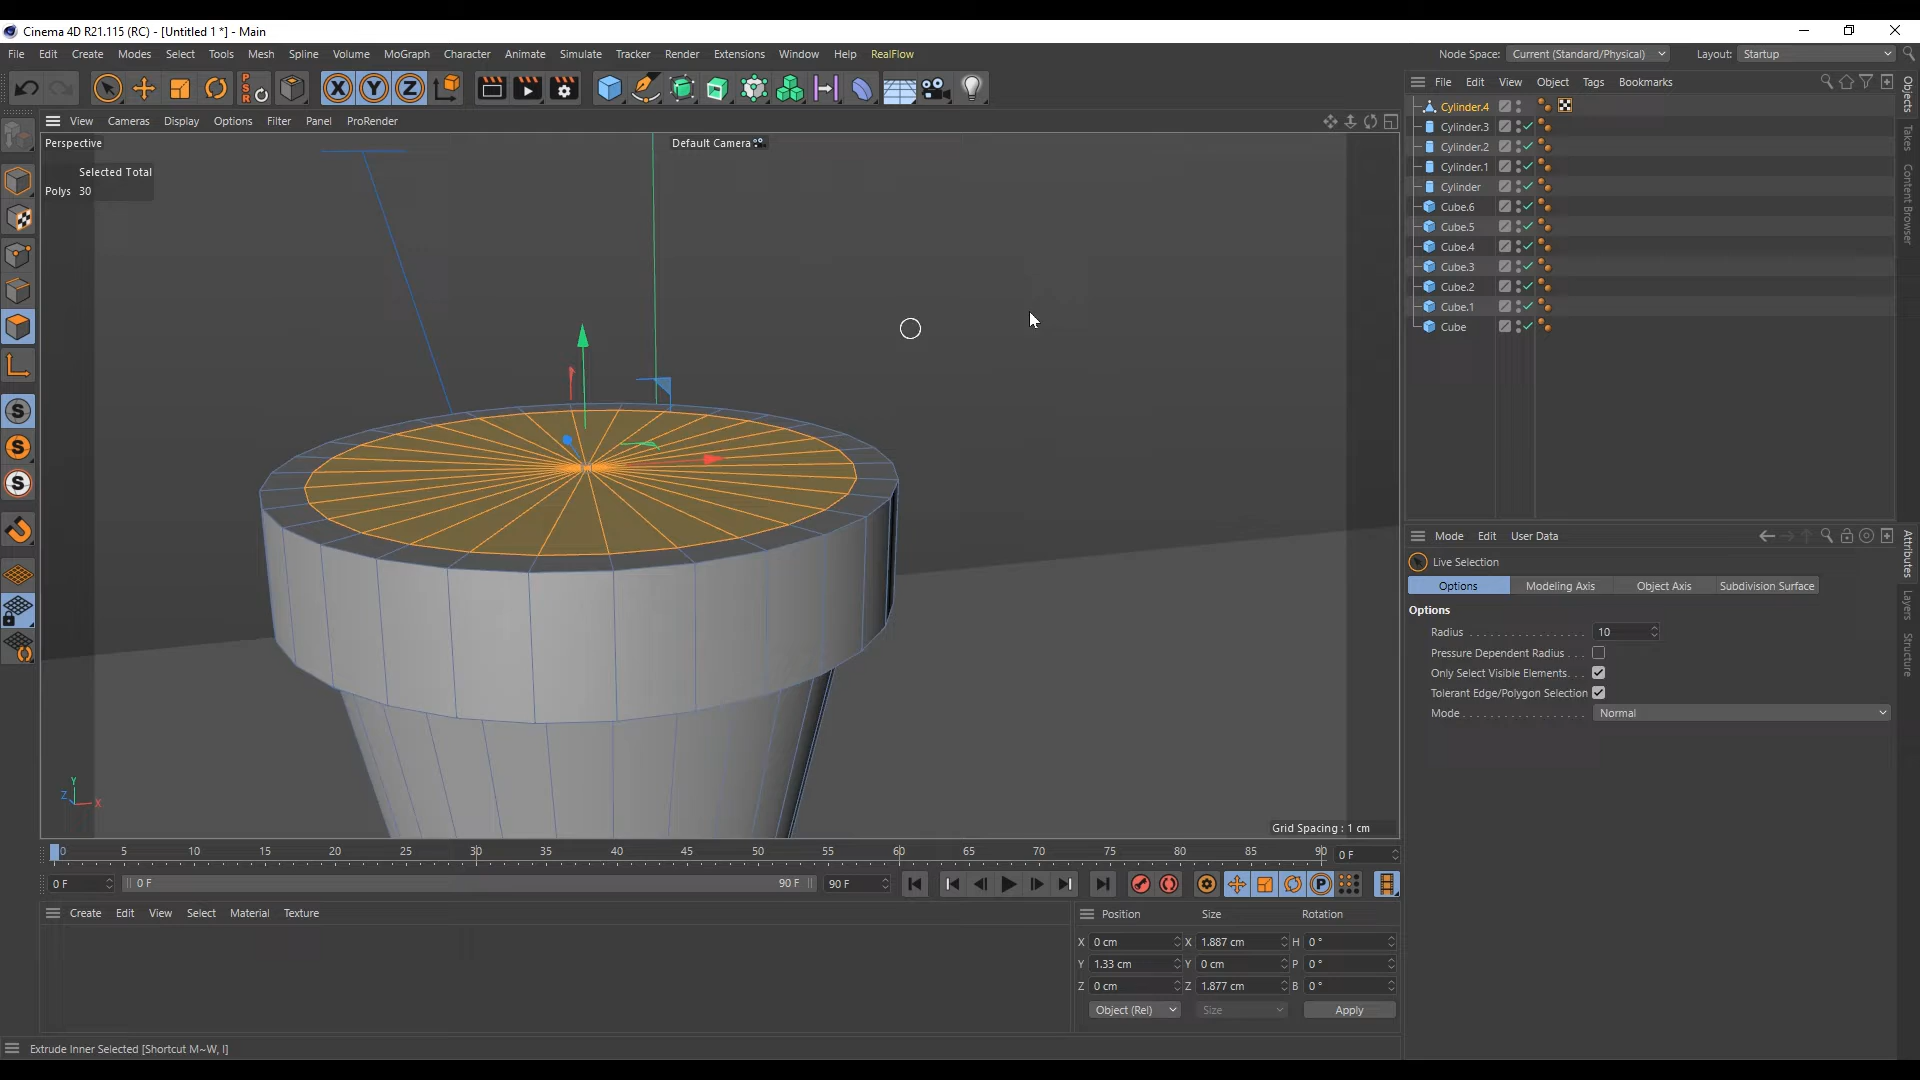 Cinema 4D R21.115 (RC) - [Untitled 1 *] - Main
File Edit Create Modes Select Tools Mesh Spline Volume MoGraph Character Animate Simulate Tracker Render Extensions Window Help RealFlow
Node Space: Current (Standard/Physical) Layout: Startup
View Cameras Display Options Filter Panel ProRender
File Edit View Object Tags Bookmarks
Perspective
Default Camera
Selected Total
Polys 30
Cylinder.4
Cylinder.3
Cylinder.2
Cylinder.1
Cylinder
Cube.6
Cube.5
Cube.4
Cube.3
Cube.2
Cube.1
Cube
Objects
Takes
Content Browser
Mode Edit User Data
Live Selection
Options Modeling Axis Object Axis Subdivision Surface
Options
Radius 10
Pressure Dependent Radius
Only Select Visible Elements
Tolerant Edge/Polygon Selection
Mode Normal
Attributes
Layers
Structure
Y
Z
X
Grid Spacing : 1 cm
0 5 10 15 20 25 30 35 40 45 50 55 60 65 70 75 80 85 90 0 F
0 F 0 F 90 F 90 F
Create Edit View Select Material Texture
Position Size Rotation
X 0 cm X 1.887 cm H 0 °
Y 1.33 cm Y 0 cm P 0 °
Z 0 cm Z 1.877 cm B 0 °
Object (Rel) Size Apply
Extrude Inner Selected [Shortcut M~W, I]